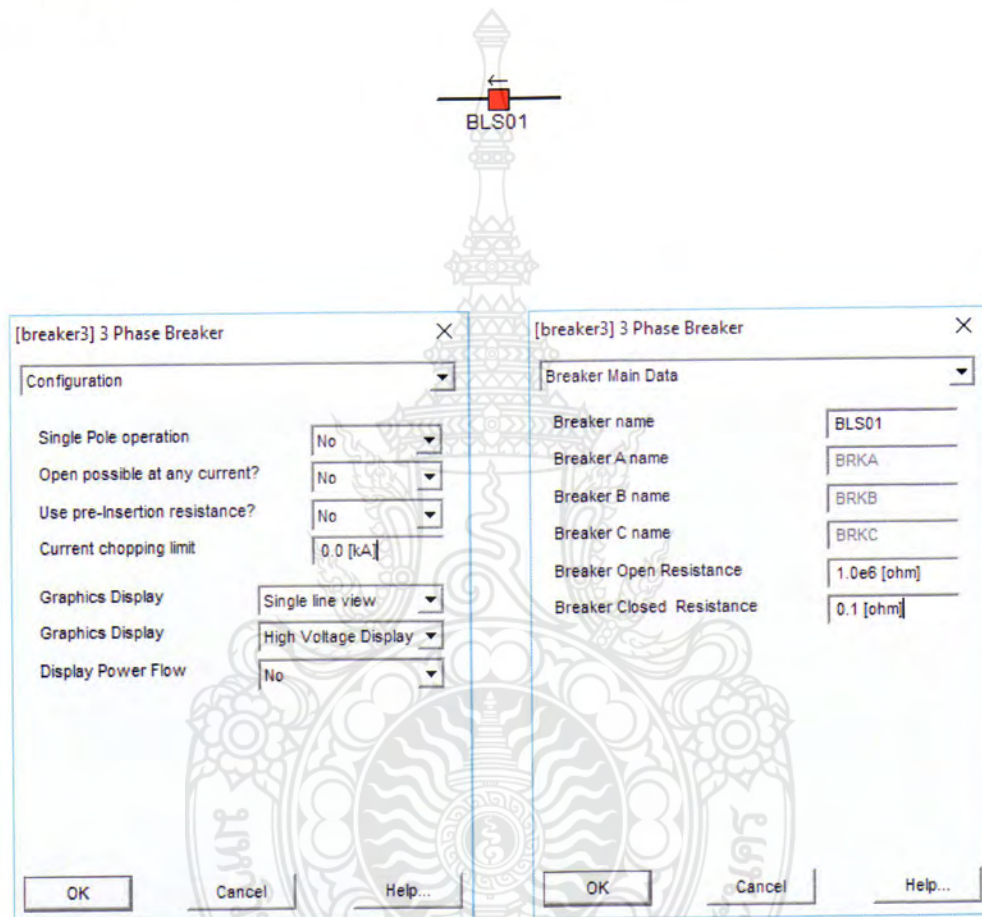 ←
BLS01
[breaker3] 3 Phase Breaker
Configuration
Single Pole operation No
Open possible at any current? No
Use pre-Insertion resistance? No
Current chopping limit 0.0 [kA]
Graphics Display Single line view
Graphics Display High Voltage Display
Display Power Flow No
OK Cancel Help...
[breaker3] 3 Phase Breaker
Breaker Main Data
Breaker name BLS01
Breaker A name BRKA
Breaker B name BRKB
Breaker C name BRKC
Breaker Open Resistance 1.0e6 [ohm]
Breaker Closed Resistance 0.1 [ohm]
OK Cancel Help...